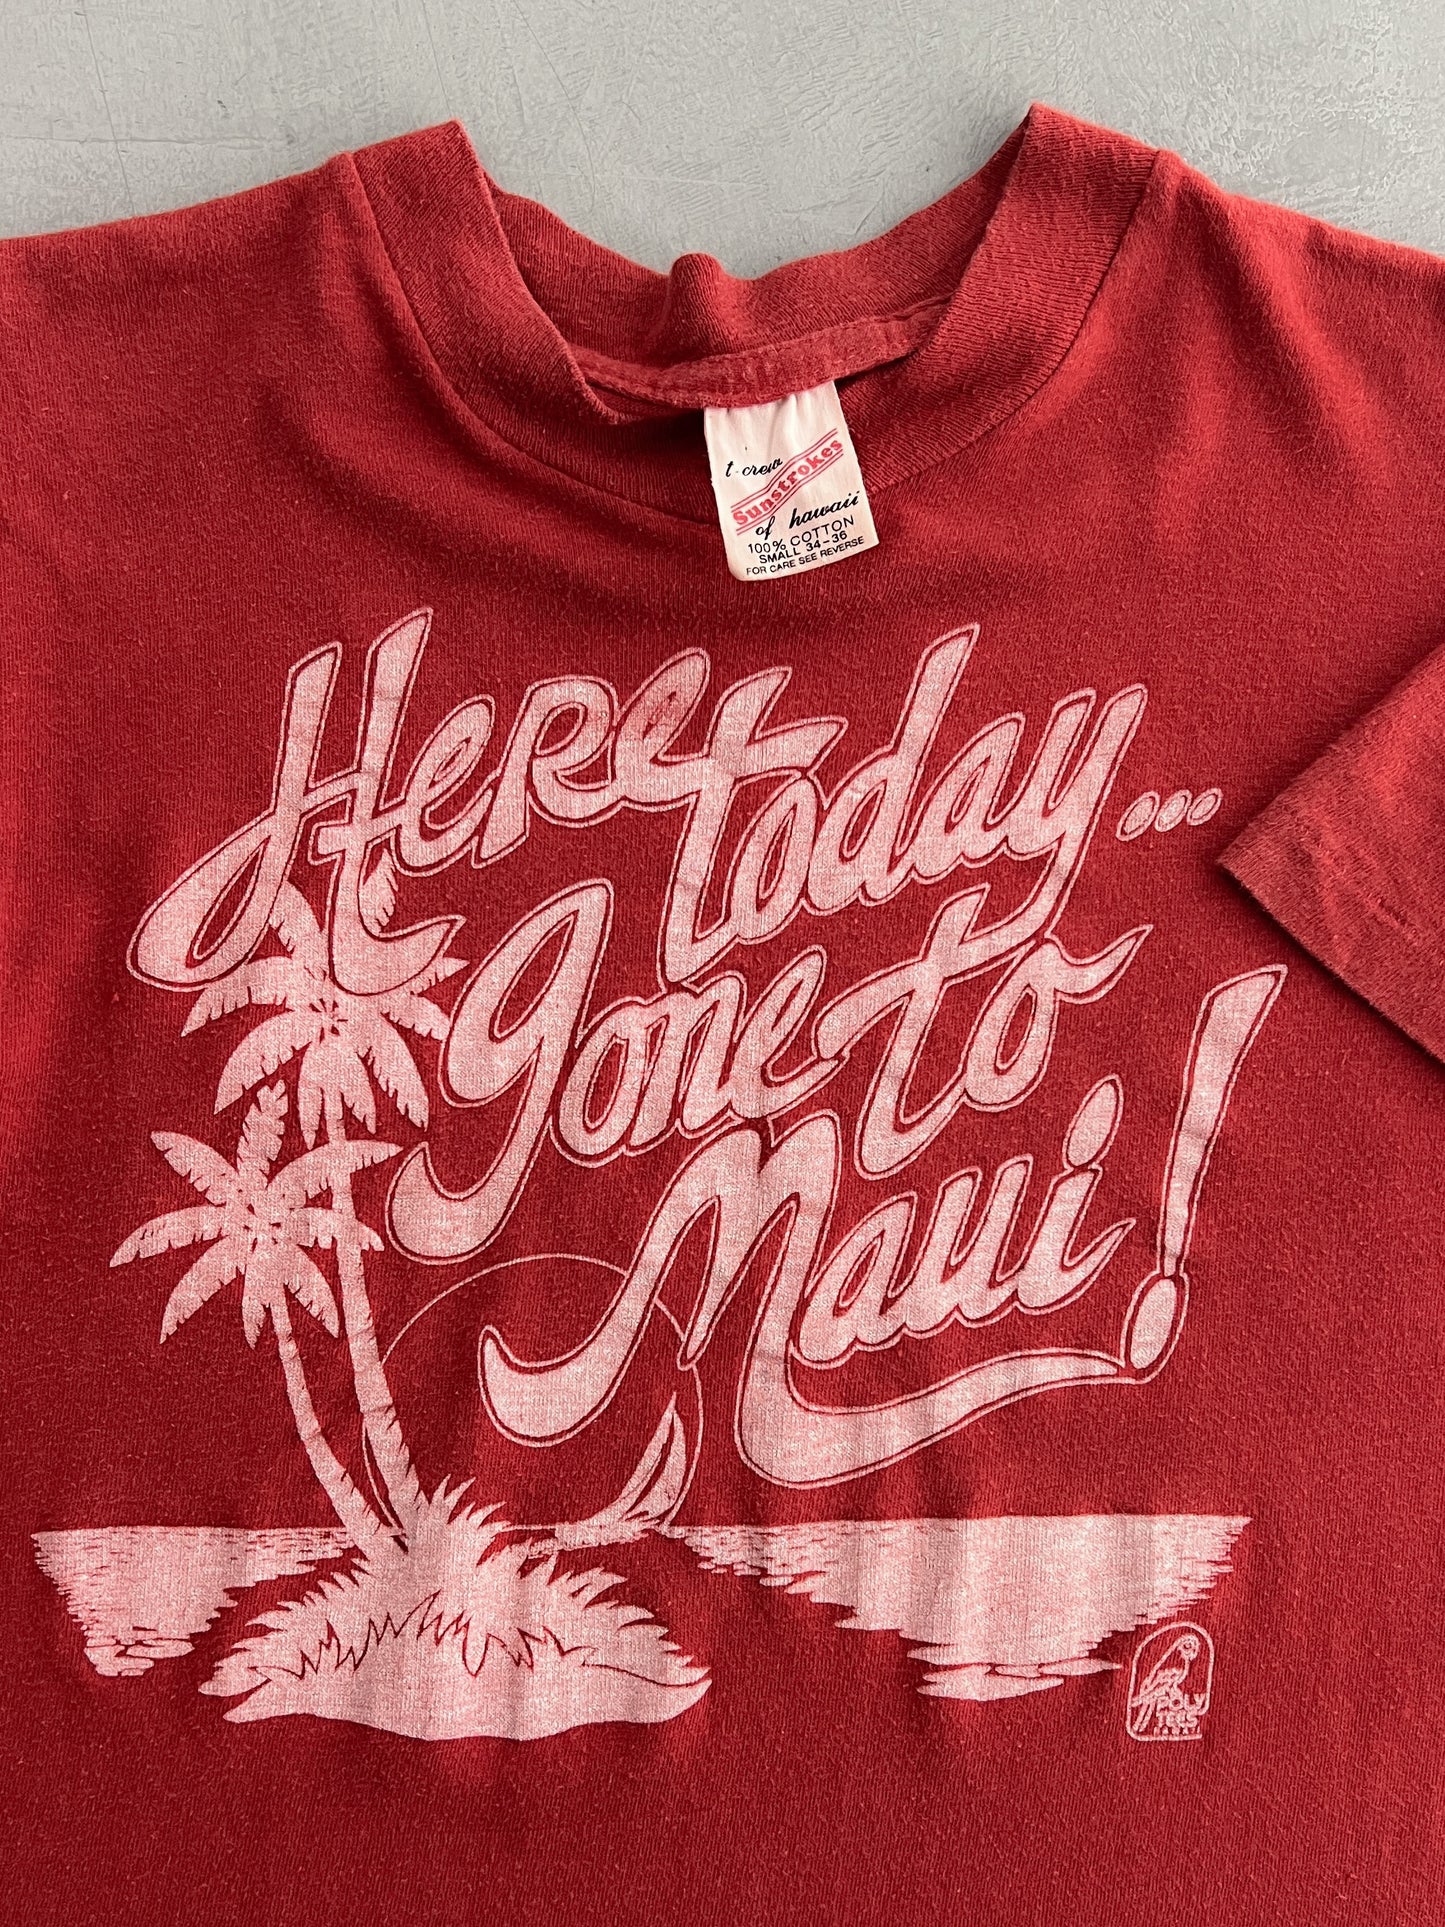 t-crew
Sunstrokes
of hawaii
100% COTTON
SMALL 34-36
FOR CARE SEE REVERSE
Here today...
gone to
Maui!
POLY
TEES